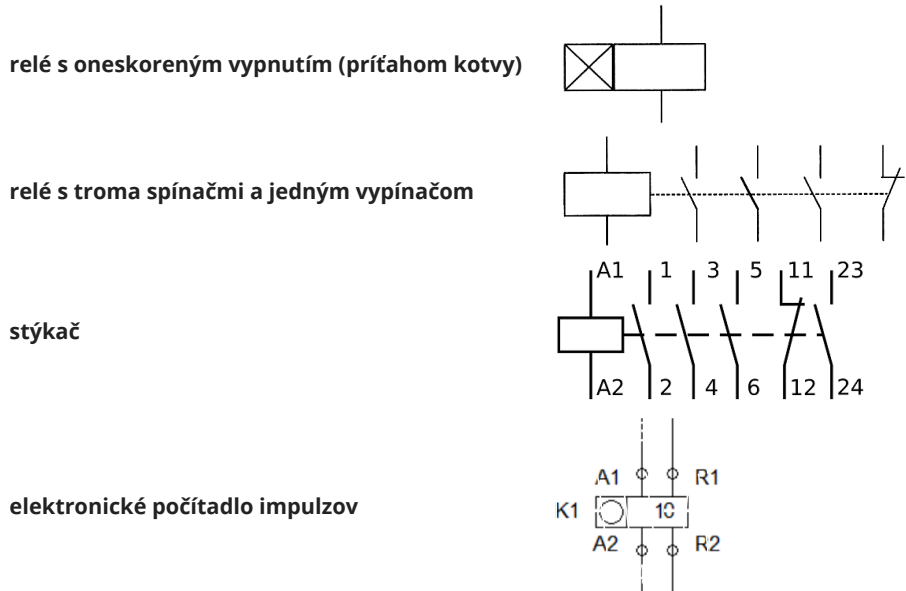 relé s oneskoreným vypnutím (príťahom kotvy)
relé s troma spínačmi a jedným vypínačom
A1 1 3 5 11 23
stýkač
A2 2 4 6 12 24
A1 R1
elektronické počítadlo impulzov
K1 10
A2 R2